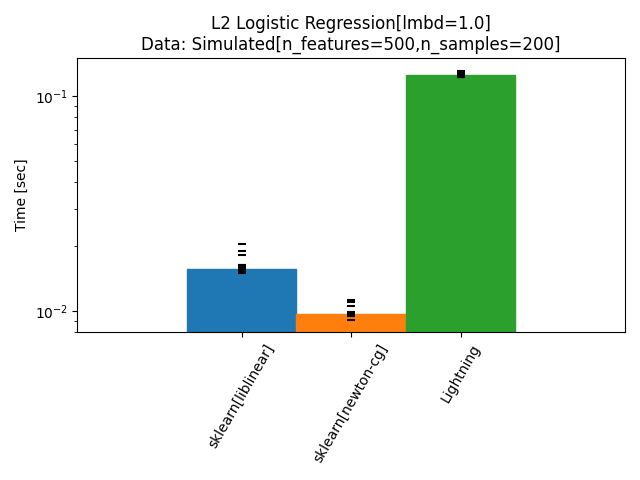 L2 Logistic Regression[lmbd=1.0]
Data: Simulated[n_features=500,n_samples=200]
Time [sec]
10⁻¹
10⁻²
sklearn[liblinear]
sklearn[newton-cg]
Lightning